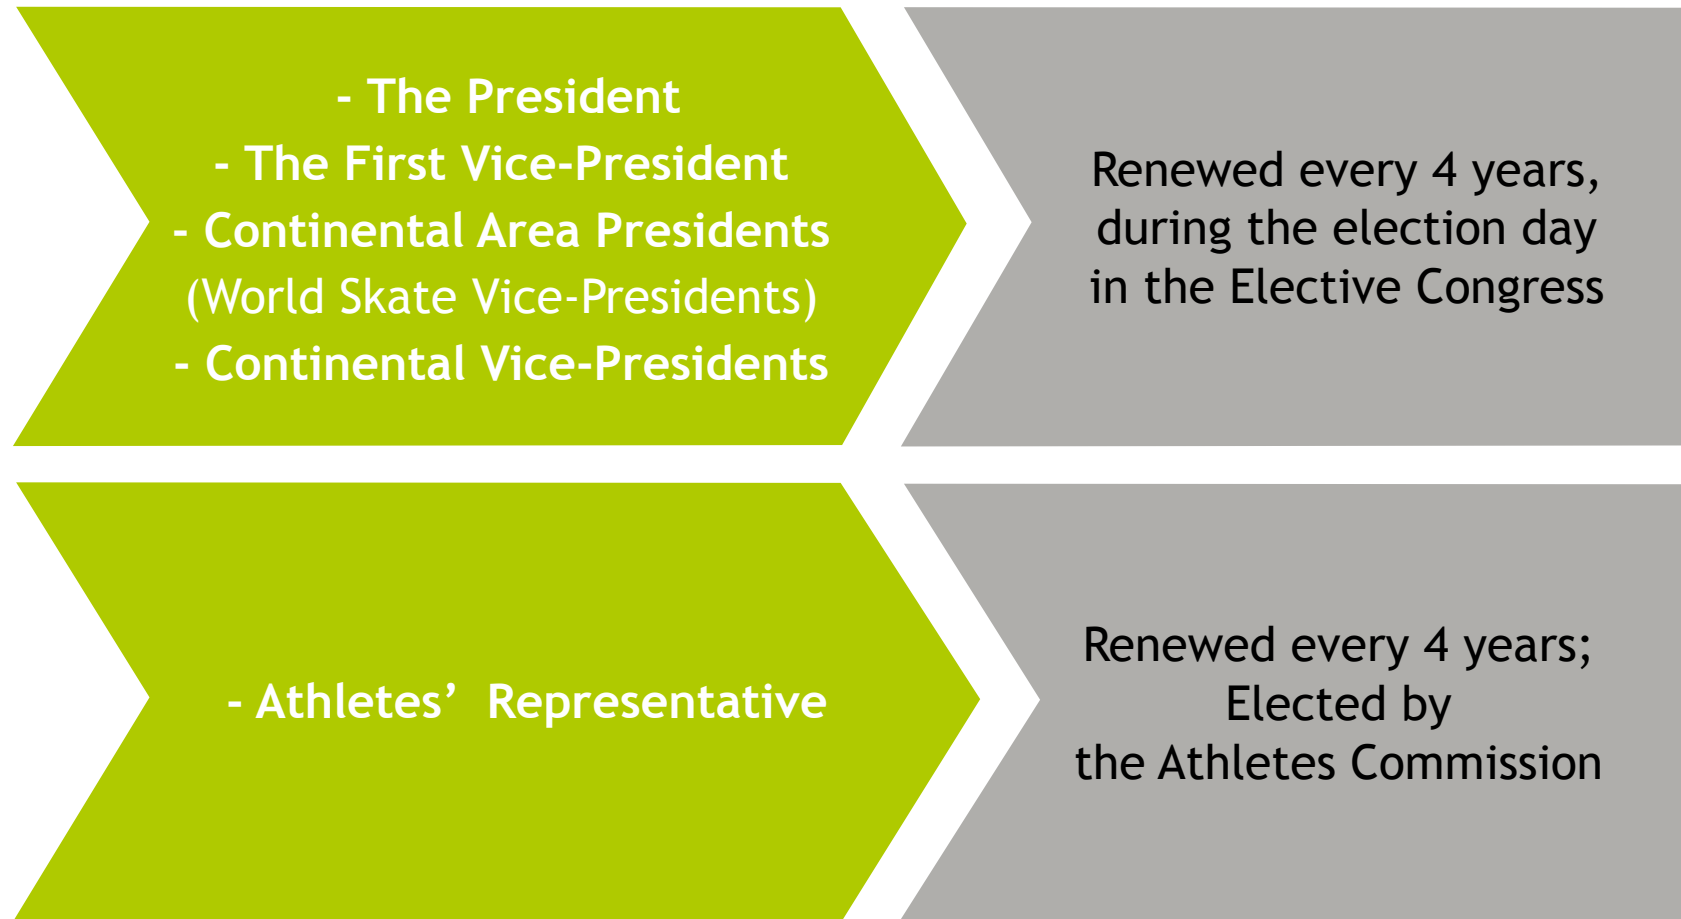 - The President
- The First Vice-President
- Continental Area Presidents
(World Skate Vice-Presidents)
- Continental Vice-Presidents
Renewed every 4 years,
during the election day
in the Elective Congress
- Athletes’ Representative
Renewed every 4 years;
Elected by
the Athletes Commission